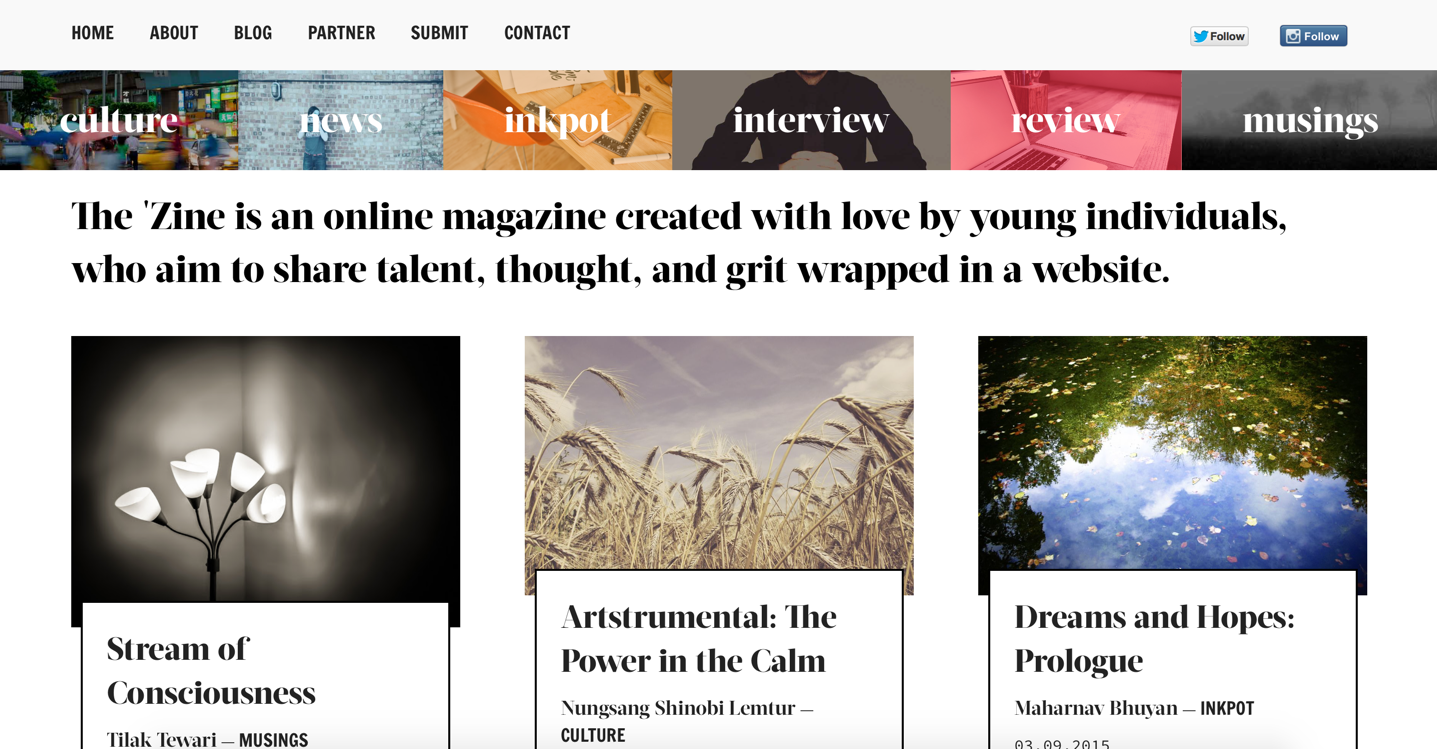 HOME ABOUT BLOG PARTNER SUBMIT CONTACT Follow Follow
culture news inkpot interview review musings
The 'Zine is an online magazine created with love by young individuals,
who aim to share talent, thought, and grit wrapped in a website.
Stream of
Consciousness
Tilak Tewari — MUSINGS
Artstrumental: The
Power in the Calm
Nungsang Shinobi Lemtur —
CULTURE
Dreams and Hopes:
Prologue
Maharnav Bhuyan — INKPOT
03.09.2015